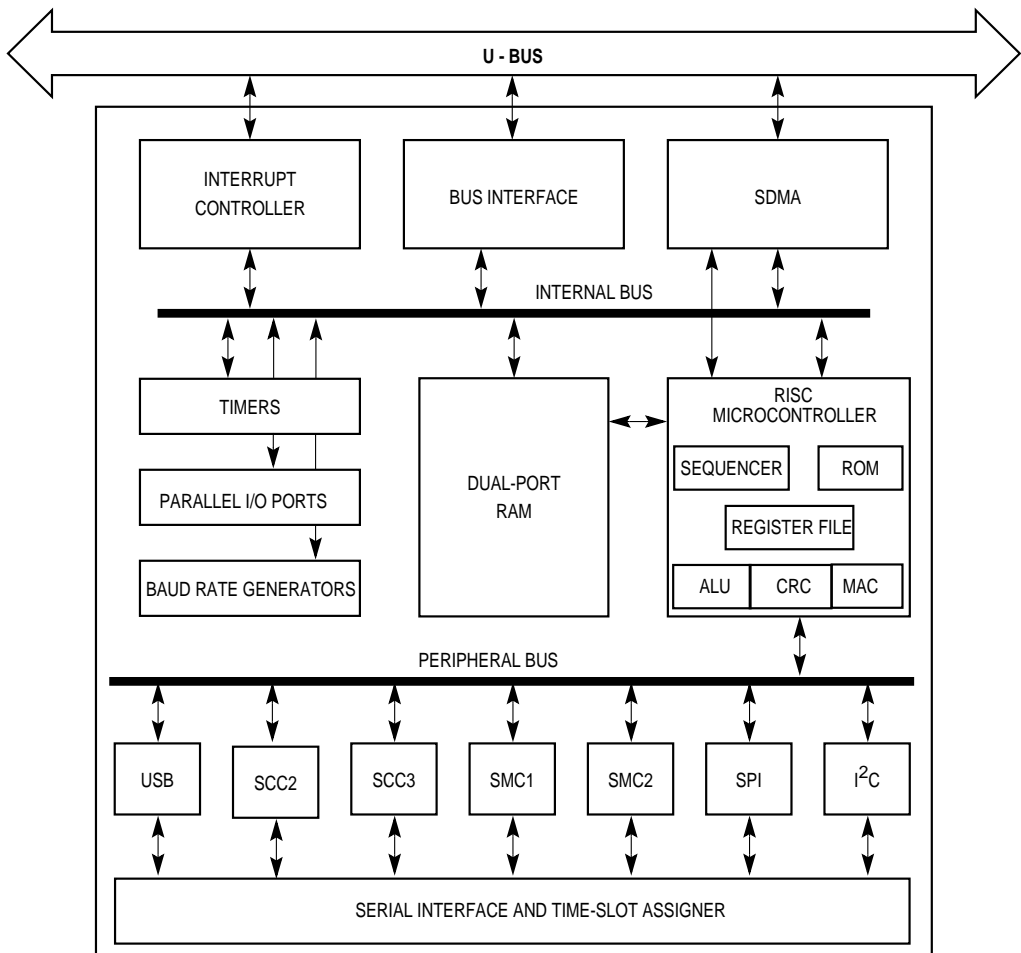 U - BUS
INTERRUPT
CONTROLLER
BUS INTERFACE
SDMA
INTERNAL BUS
TIMERS
PARALLEL I/O PORTS
BAUD RATE GENERATORS
DUAL-PORT
RAM
RISC
MICROCONTROLLER
SEQUENCER
ROM
REGISTER FILE
ALU
CRC
MAC
PERIPHERAL BUS
USB
SCC2
SCC3
SMC1
SMC2
SPI
I²C
SERIAL INTERFACE AND TIME-SLOT ASSIGNER